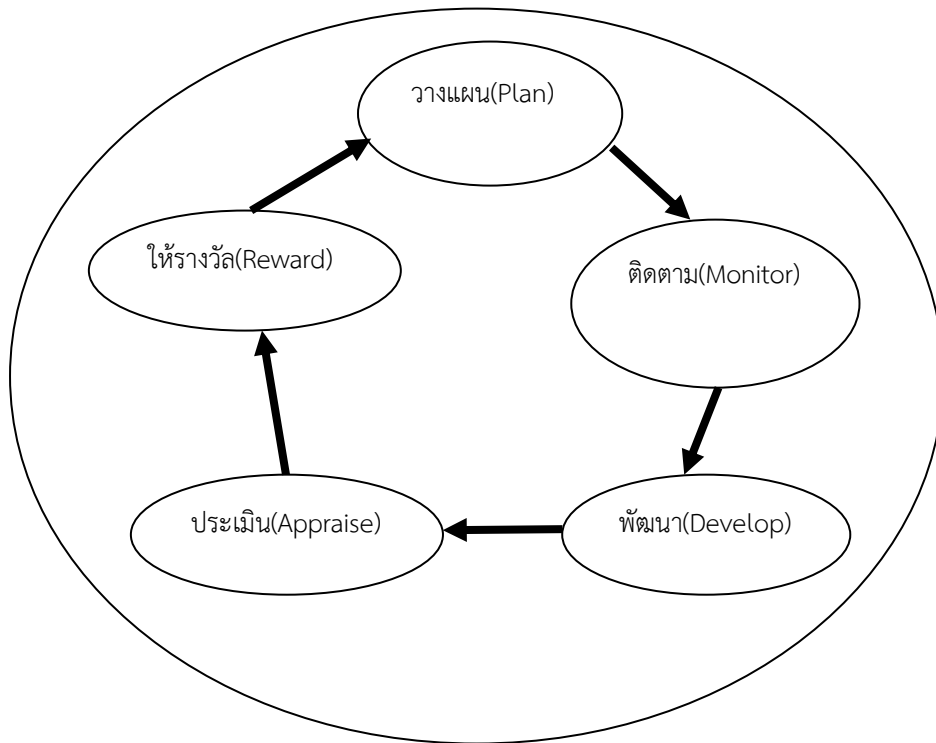 วางแผน(Plan)
ติดตาม(Monitor)
พัฒนา(Develop)
ประเมิน(Appraise)
ให้รางวัล(Reward)